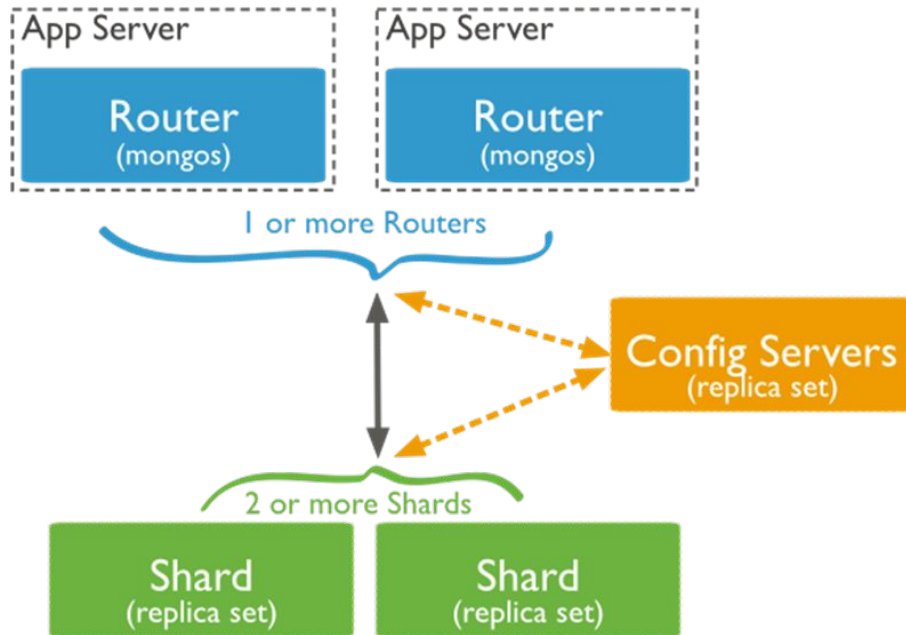 App Server
App Server
Router
(mongos)
Router
(mongos)
1 or more Routers
Config Servers
(replica set)
2 or more Shards
Shard
(replica set)
Shard
(replica set)